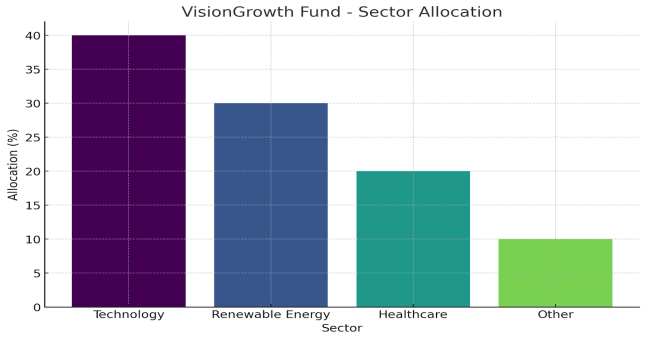 VisionGrowth Fund - Sector Allocation
Allocation (%)
40
35
30
25
20
15
10
5
0
Technology
Renewable Energy
Healthcare
Other
Sector